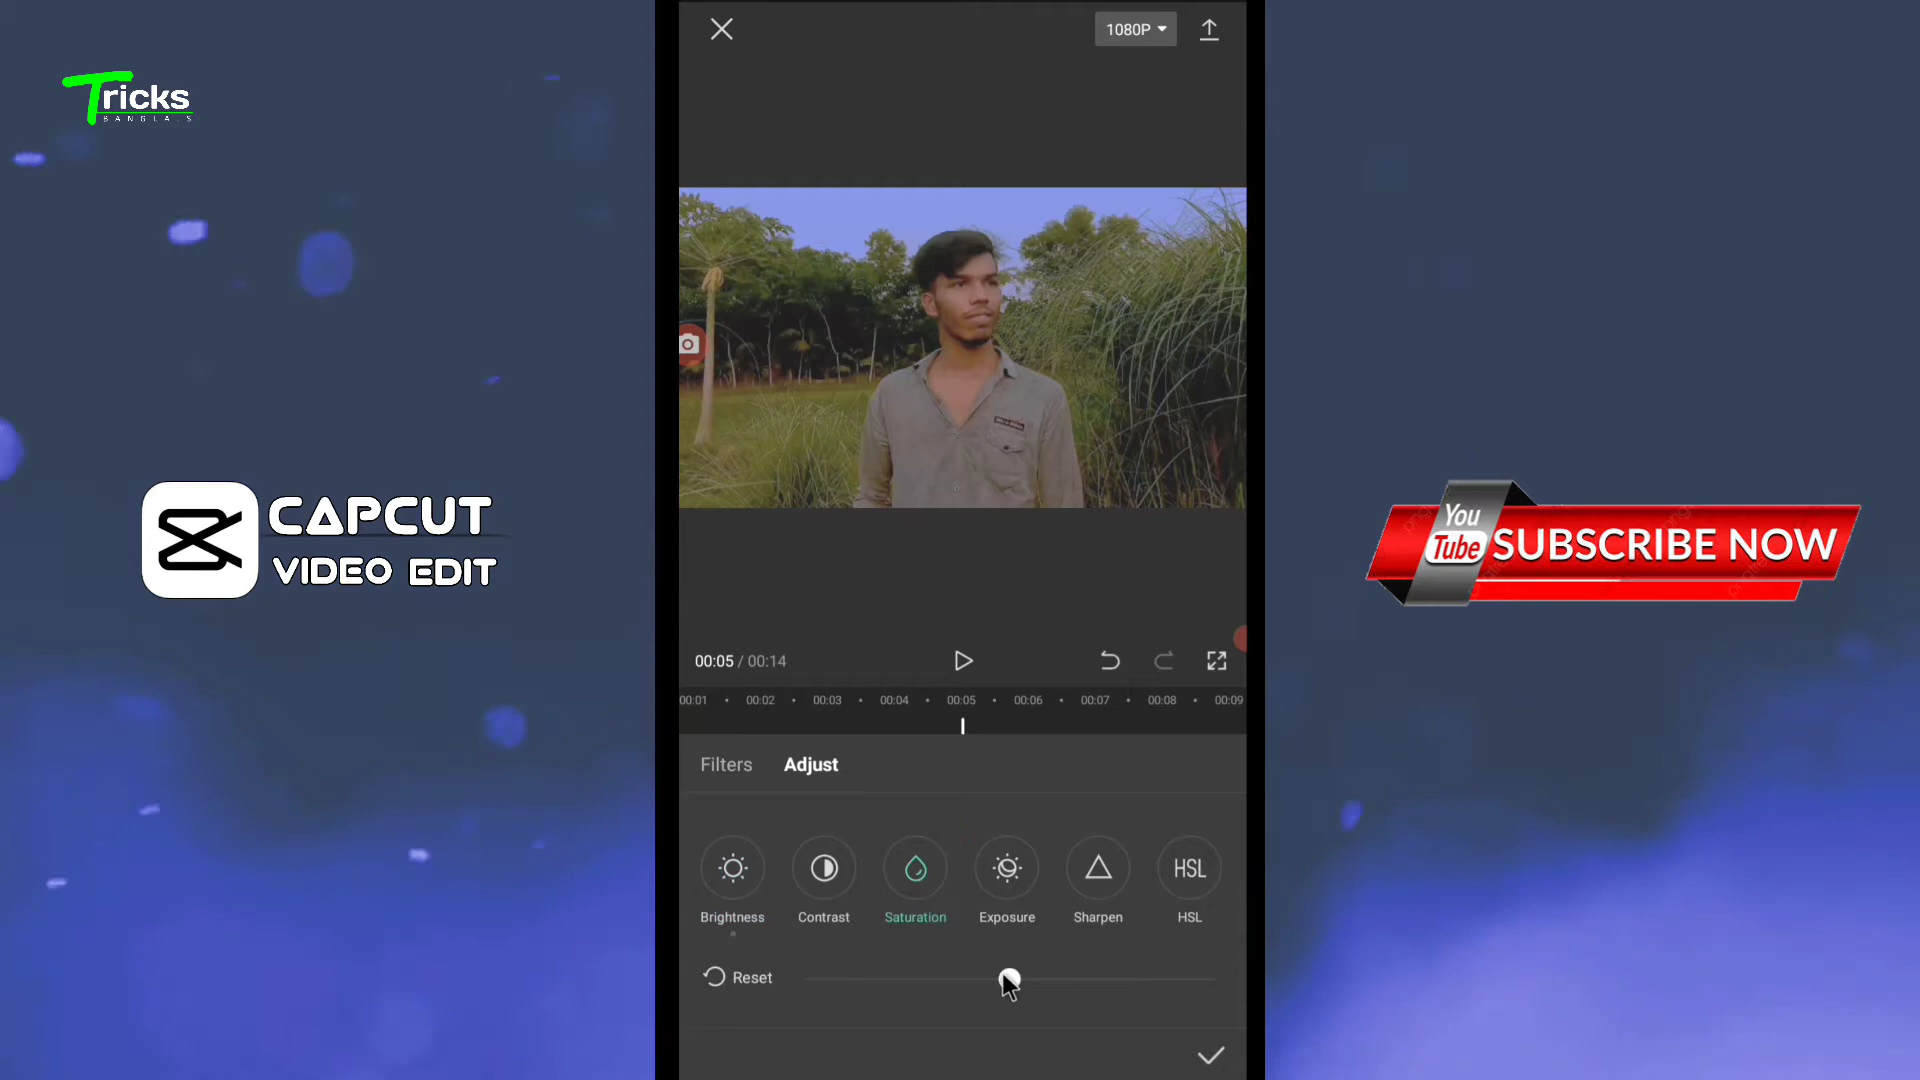 Tricks
BANGLA.S
CAPCUT
VIDEO EDIT
1080P
00:05 / 00:14
00:01 00:02 00:03 00:04 00:05 00:06 00:07 00:08 00:09
Filters Adjust
Brightness Contrast Saturation Exposure Sharpen HSL
HSL
Reset
You
Tube
SUBSCRIBE NOW